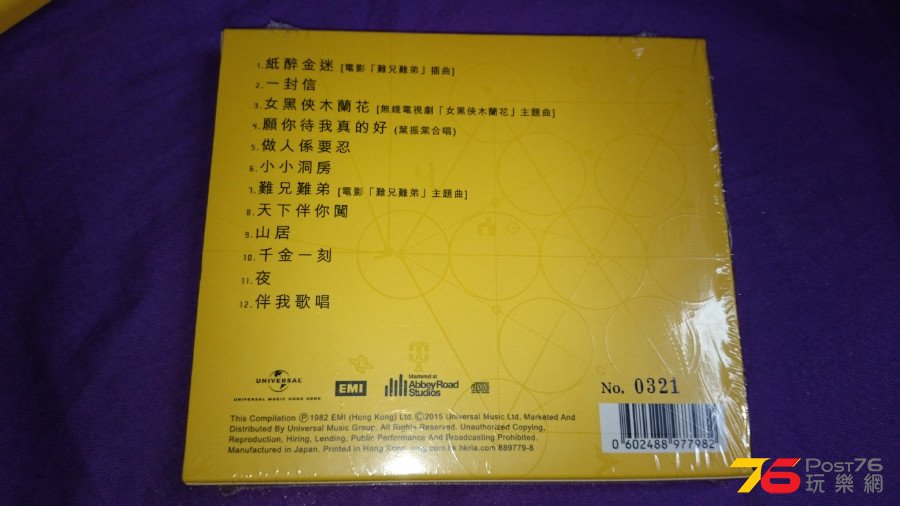 1.紙醉金迷 [電影「難兄難弟」插曲]
2.一封信
3.女黑俠木蘭花 [無綫電視劇「女黑俠木蘭花」主題曲]
4.願你待我真的好 (葉振棠合唱)
5.做人係要忍
6.小小洞房
7.難兄難弟 [電影「難兄難弟」主題曲]
8.天下伴你闖
9.山居
10.千金一刻
11.夜
12.伴我歌唱
UNIVERSAL
UNIVERSAL MUSIC HONG KONG
EMI
Mastered at
Abbey Road
Studios
No. 0321
This Compilation Ⓟ1982 EMI (Hong Kong) Ltd. Ⓒ2015 Universal Music Ltd. Marketed And
Distributed By Universal Music Group. All Rights Reserved. Unauthorized Copying,
Reproduction, Hiring, Lending, Public Performance And Broadcasting Prohibited.
Manufactured in Japan. Printed in Hong Kong. hkria.com 889779-8
0 602488 977982
76 Post76
玩樂網